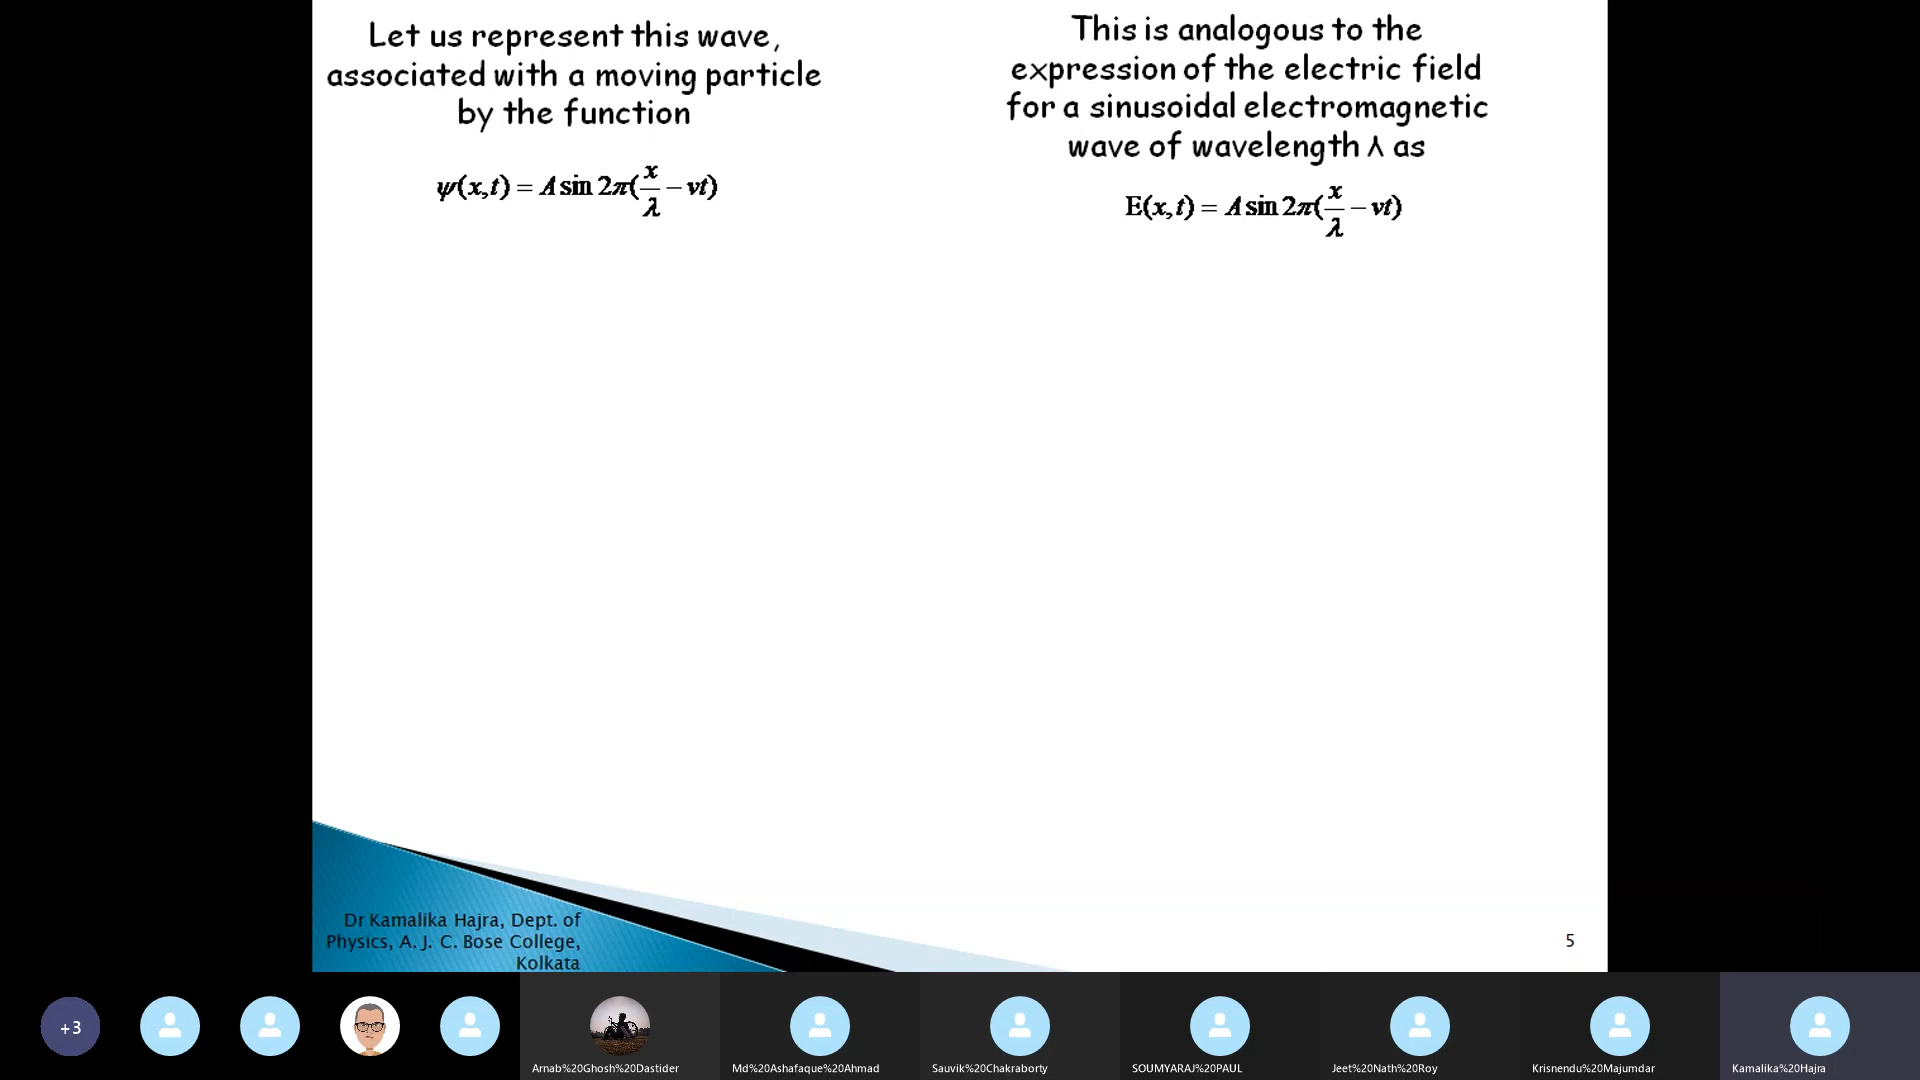 Let us represent this wave,
associated with a moving particle
by the function
ψ(x,t) = A sin 2π(x/λ − νt)
This is analogous to the
expression of the electric field
for a sinusoidal electromagnetic
wave of wavelength λ as
E(x,t) = A sin 2π(x/λ − νt)
Dr Kamalika Hajra, Dept. of
Physics, A. J. C. Bose College,
Kolkata
5
+3
Arnab%20Ghosh%20Dastider
Md%20Ashafaque%20Ahmad
Sauvik%20Chakraborty
SOUMYARAJ%20PAUL
Jeet%20Nath%20Roy
Krisnendu%20Majumdar
Kamalika%20Hajra